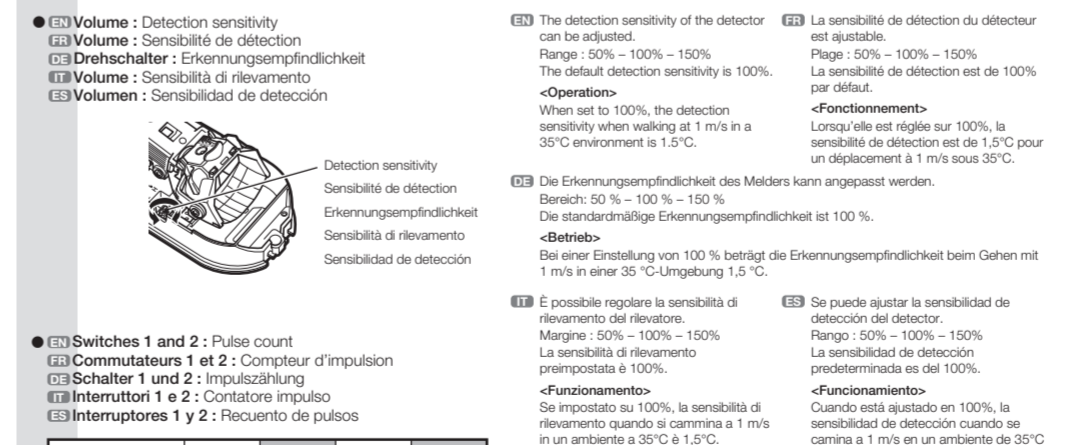 ● EN Volume : Detection sensitivity
FR Volume : Sensibilité de détection
DE Drehschalter : Erkennungsempfindlichkeit
IT Volume : Sensibilità di rilevamento
ES Volumen : Sensibilidad de detección
Detection sensitivity
Sensibilité de détection
Erkennungsempfindlichkeit
Sensibilità di rilevamento
Sensibilidad de detección
● EN Switches 1 and 2 : Pulse count
FR Commutateurs 1 et 2 : Compteur d’impulsion
DE Schalter 1 und 2 : Impulszählung
IT Interruttori 1 e 2 : Contatore impulso
ES Interruptores 1 y 2 : Recuento de pulsos
EN The detection sensitivity of the detector
can be adjusted.
Range : 50% – 100% – 150%
The default detection sensitivity is 100%.
<Operation>
When set to 100%, the detection
sensitivity when walking at 1 m/s in a
35°C environment is 1.5°C.
FR La sensibilité de détection du détecteur
est ajustable.
Plage : 50% – 100% – 150%
La sensibilité de détection est de 100%
par défaut.
<Fonctionnement>
Lorsqu’elle est réglée sur 100%, la
sensibilité de détection est de 1,5°C pour
un déplacement à 1 m/s sous 35°C.
DE Die Erkennungsempfindlichkeit des Melders kann angepasst werden.
Bereich: 50 % – 100 % – 150 %
Die standardmäßige Erkennungsempfindlichkeit ist 100 %.
<Betrieb>
Bei einer Einstellung von 100 % beträgt die Erkennungsempfindlichkeit beim Gehen mit
1 m/s in einer 35 °C-Umgebung 1,5 °C.
IT È possibile regolare la sensibilità di
rilevamento del rilevatore.
Margine : 50% – 100% – 150%
La sensibilità di rilevamento
preimpostata è 100%.
<Funzionamento>
Se impostato su 100%, la sensibilità di
rilevamento quando si cammina a 1 m/s
in un ambiente a 35°C è 1,5°C.
ES Se puede ajustar la sensibilidad de
detección del detector.
Rango : 50% – 100% – 150%
La sensibilidad de detección
predeterminada es del 100%.
<Funcionamiento>
Cuando está ajustado en 100%, la
sensibilidad de detección cuando se
camina a 1 m/s en un ambiente de 35°C